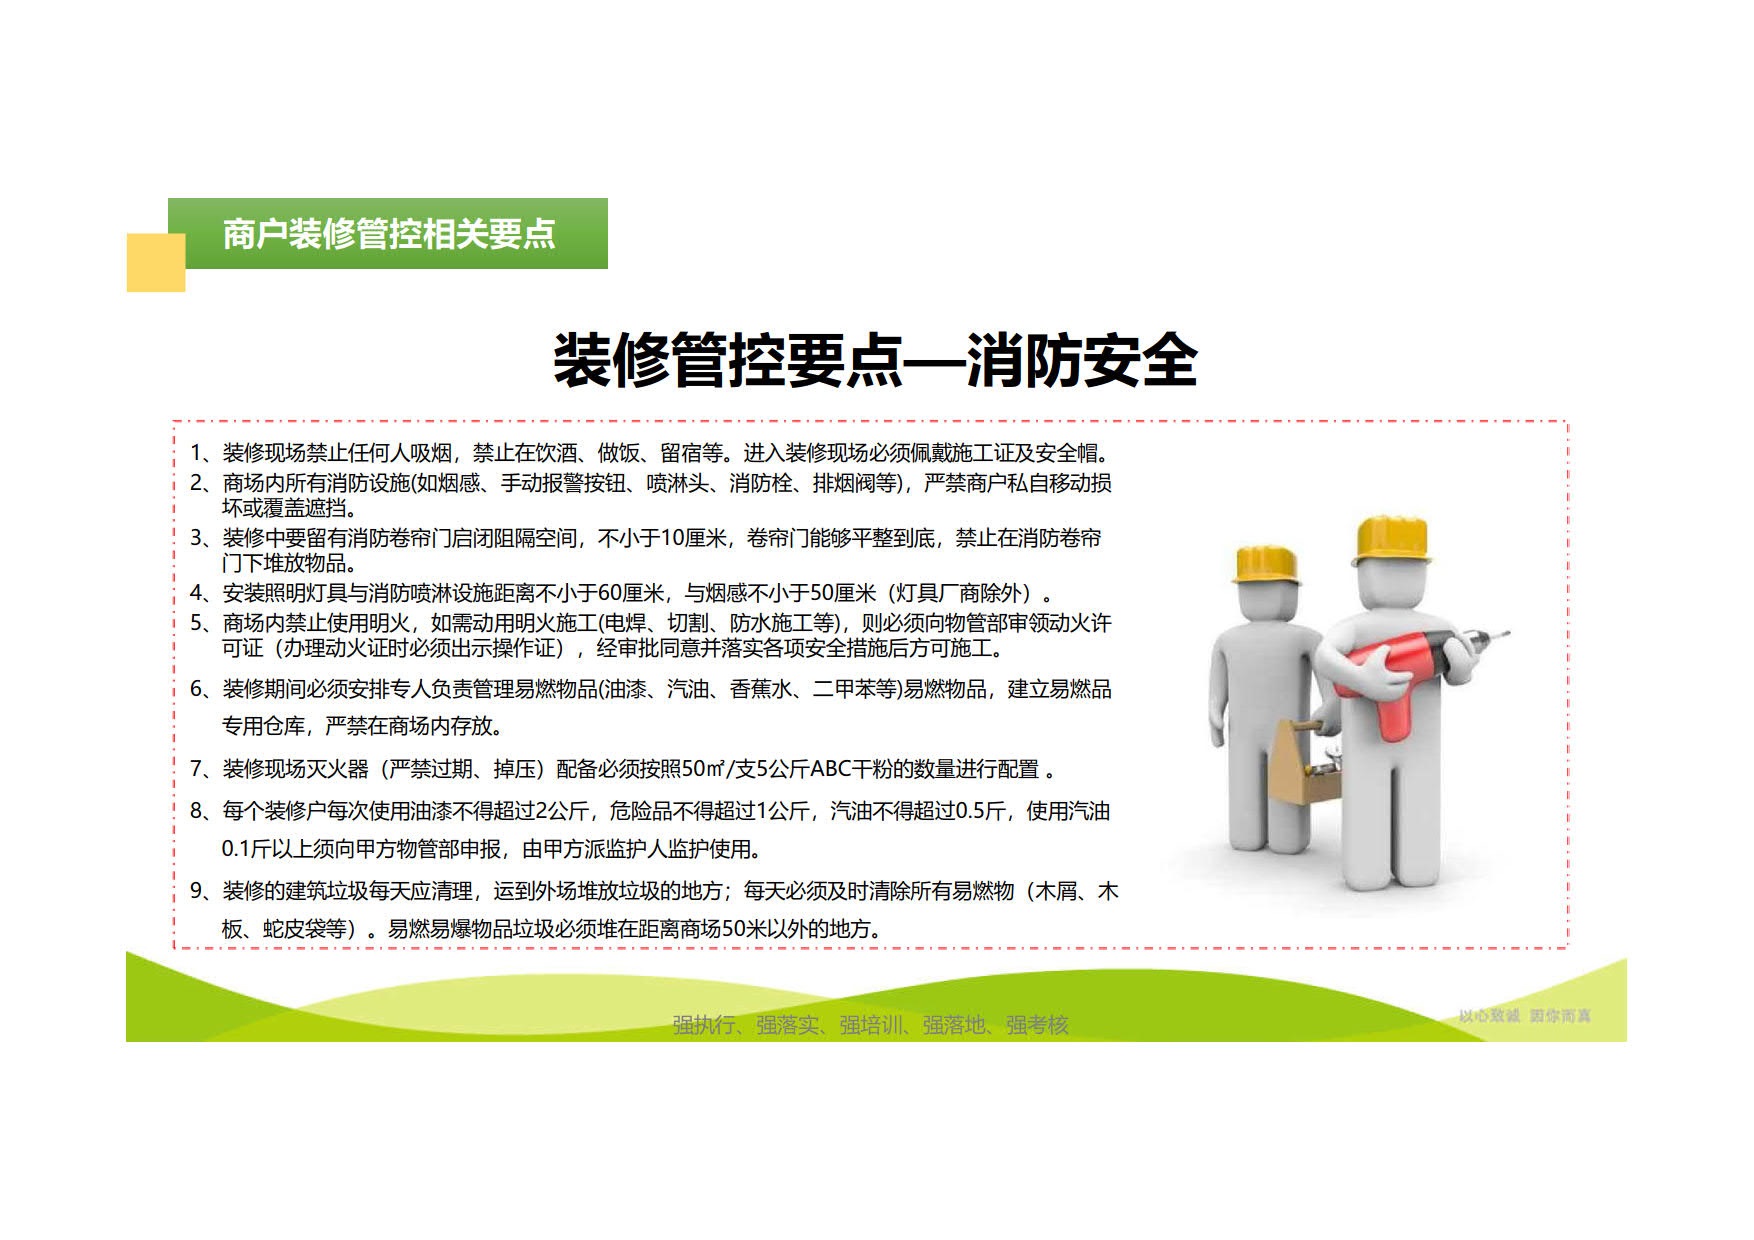 商户装修管控相关要点
装修管控要点—消防安全
1、装修现场禁止任何人吸烟，禁止在饮酒、做饭、留宿等。进入装修现场必须佩戴施工证及安全帽。
2、商场内所有消防设施(如烟感、手动报警按钮、喷淋头、消防栓、排烟阀等)，严禁商户私自移动损
坏或覆盖遮挡。
3、装修中要留有消防卷帘门启闭阻隔空间，不小于10厘米，卷帘门能够平整到底，禁止在消防卷帘
门下堆放物品。
4、安装照明灯具与消防喷淋设施距离不小于60厘米，与烟感不小于50厘米（灯具厂商除外）。
5、商场内禁止使用明火，如需动用明火施工(电焊、切割、防水施工等)，则必须向物管部审领动火许
可证（办理动火证时必须出示操作证），经审批同意并落实各项安全措施后方可施工。
6、装修期间必须安排专人负责管理易燃物品(油漆、汽油、香蕉水、二甲苯等)易燃物品，建立易燃品
专用仓库，严禁在商场内存放。
7、装修现场灭火器（严禁过期、掉压）配备必须按照50㎡/支5公斤ABC干粉的数量进行配置 。
8、每个装修户每次使用油漆不得超过2公斤，危险品不得超过1公斤，汽油不得超过0.5斤，使用汽油
0.1斤以上须向甲方物管部申报，由甲方派监护人监护使用。
9、装修的建筑垃圾每天应清理，运到外场堆放垃圾的地方；每天必须及时清除所有易燃物（木屑、木
板、蛇皮袋等）。易燃易爆物品垃圾必须堆在距离商场50米以外的地方。
强执行、强落实、强培训、强落地、强考核
以心致诚 因你而真